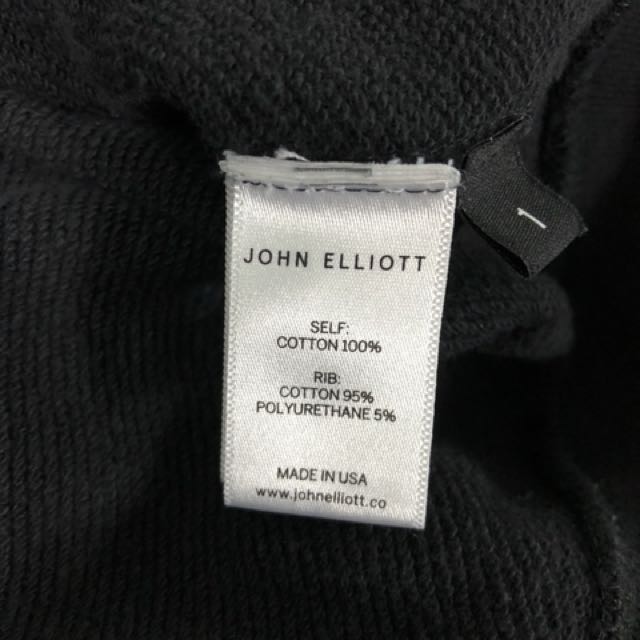 JOHN ELLIOTT
SELF:
COTTON 100%
RIB:
COTTON 95%
POLYURETHANE 5%
MADE IN USA
www.johnelliott.co
1